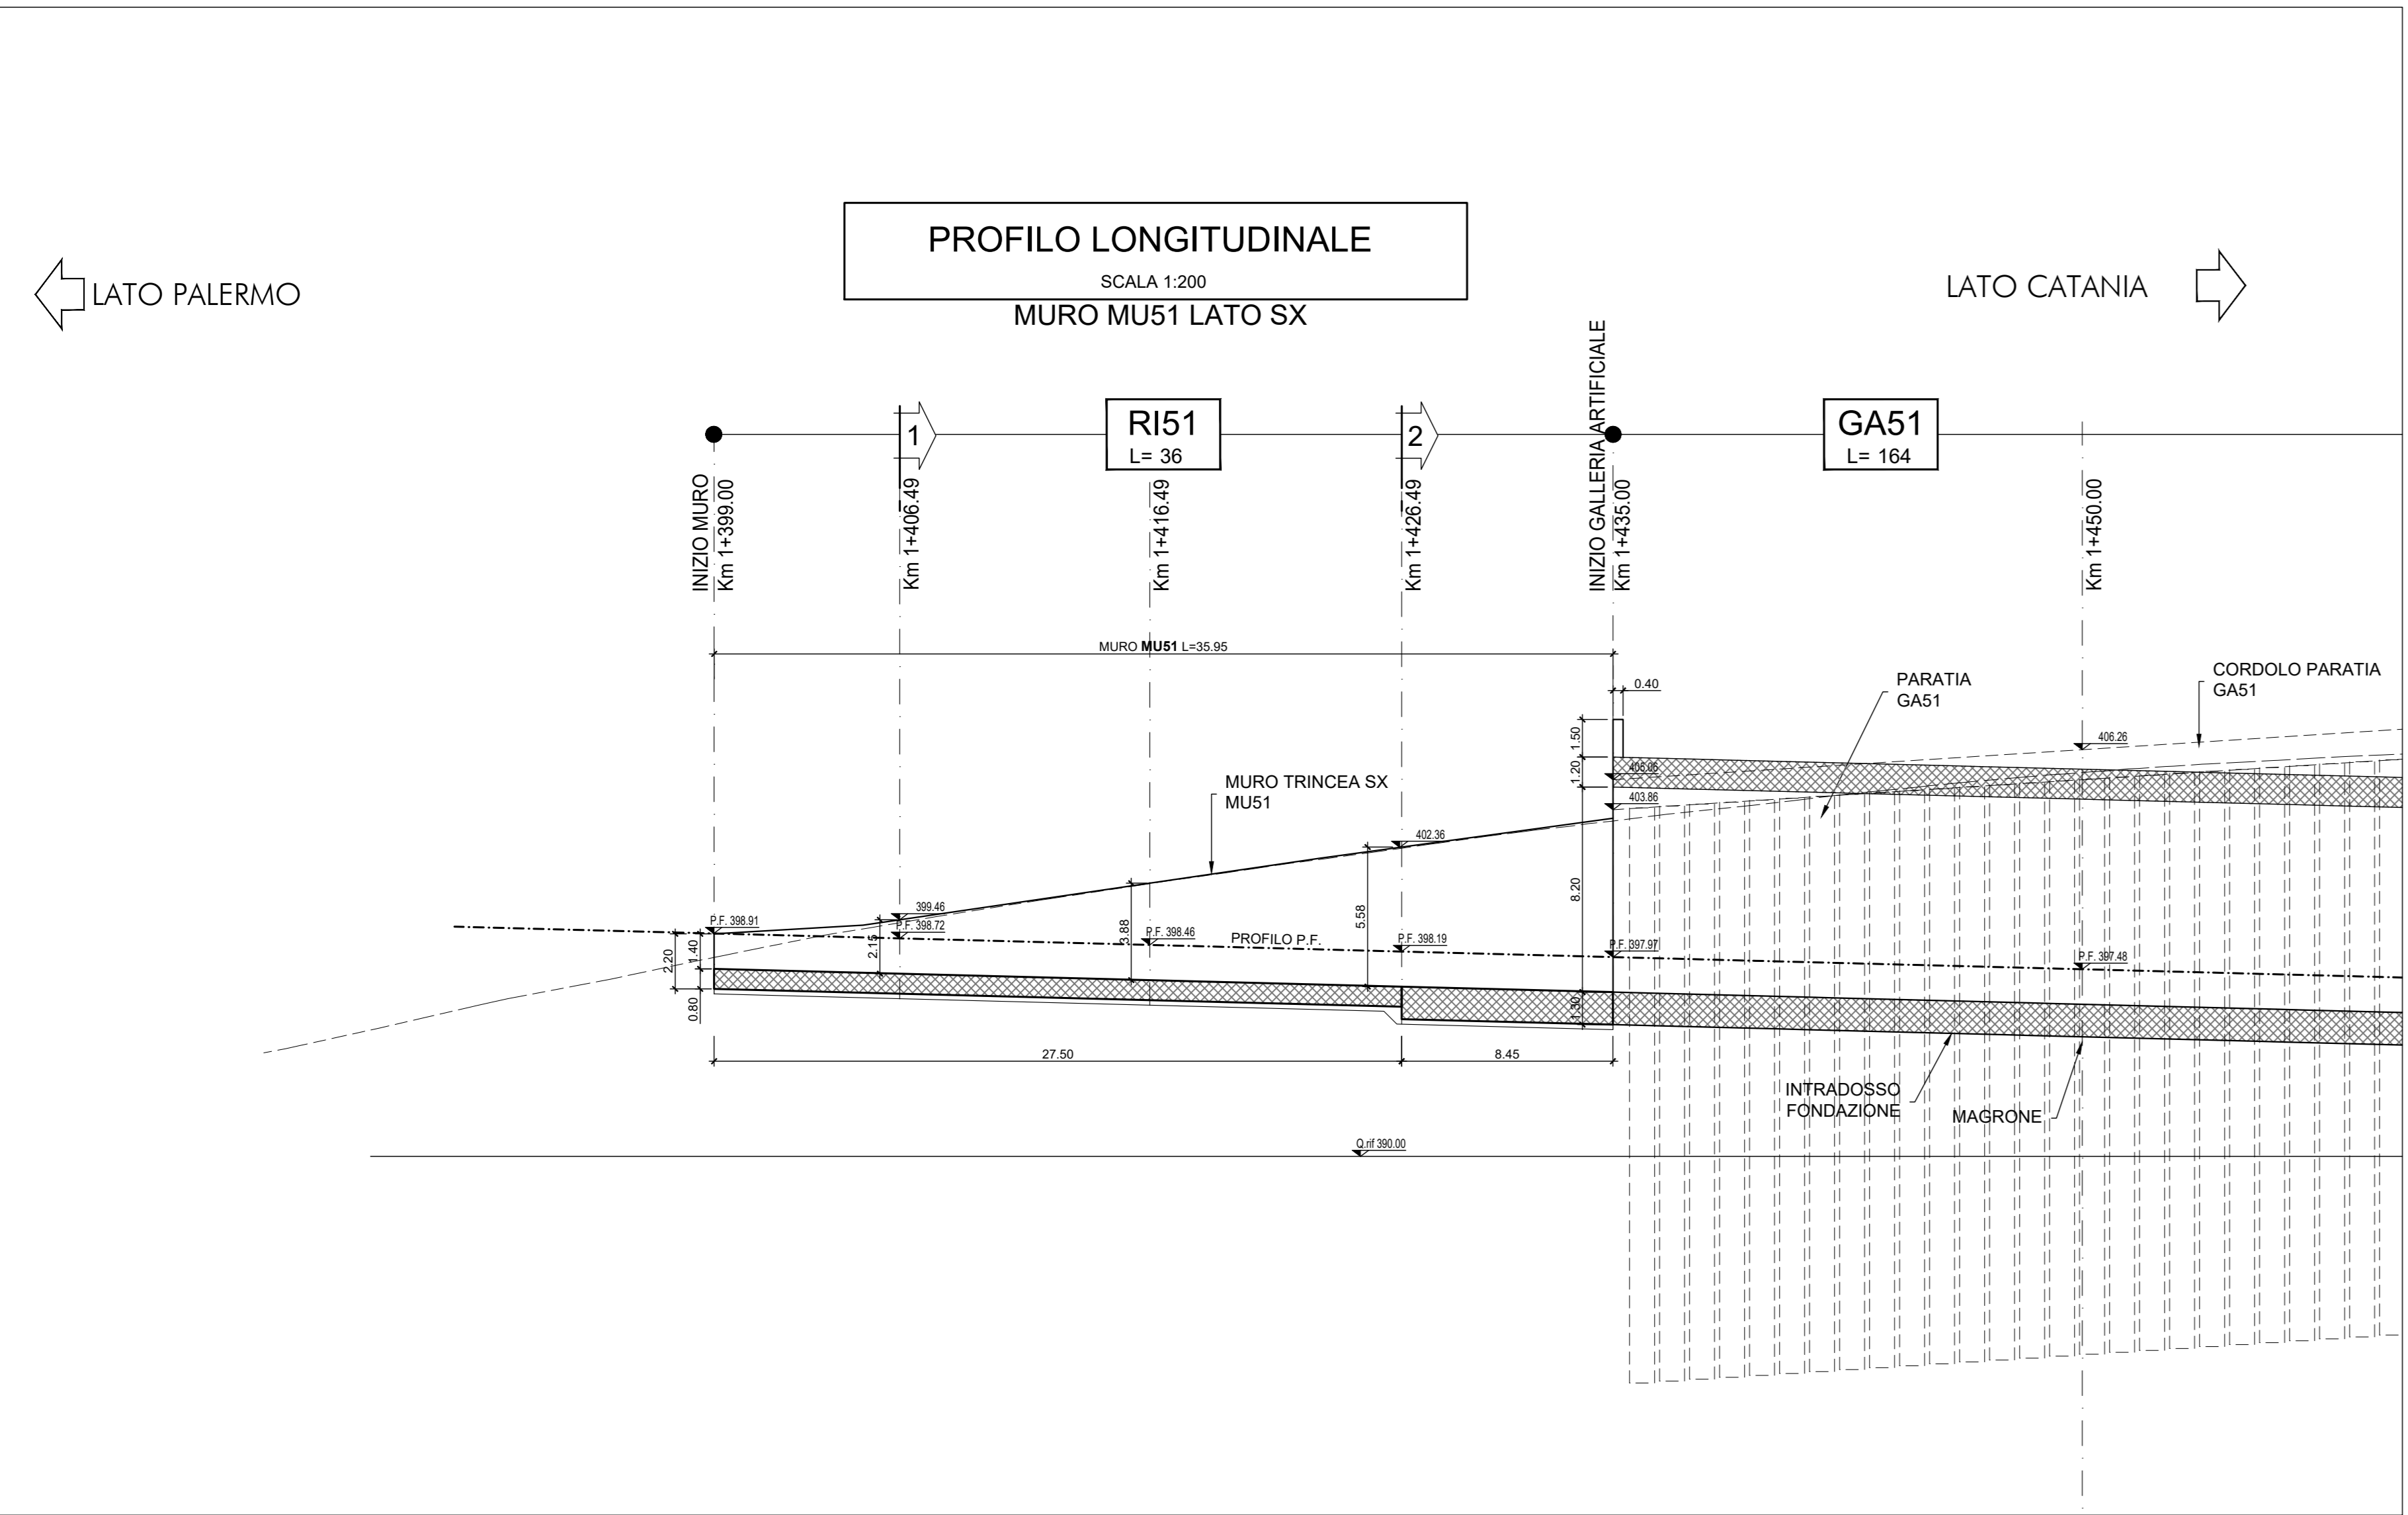 PROFILO LONGITUDINALE
SCALA 1:200
MURO MU51 LATO SX
LATO PALERMO
LATO CATANIA
1
RI51
L= 36
2
GA51
L= 164
INIZIO MURO
Km 1+399.00
Km 1+406.49
Km 1+416.49
Km 1+426.49
INIZIO GALLERIA ARTIFICIALE
Km 1+435.00
Km 1+450.00
MURO MU51 L=35.95
0.40
PARATIA
GA51
CORDOLO PARATIA
GA51
1.50
406.26
1.20
405.06
MURO TRINCEA SX
MU51
403.86
402.36
8.20
5.58
399.46
P.F. 398.91
P.F. 398.72
3.88
P.F. 398.46
PROFILO P.F.
P.F. 398.19
P.F. 397.97
P.F. 397.48
2.20
1.40
2.15
0.80
1.30
27.50
8.45
INTRADOSSO
FONDAZIONE
MAGRONE
Q.rif 390.00